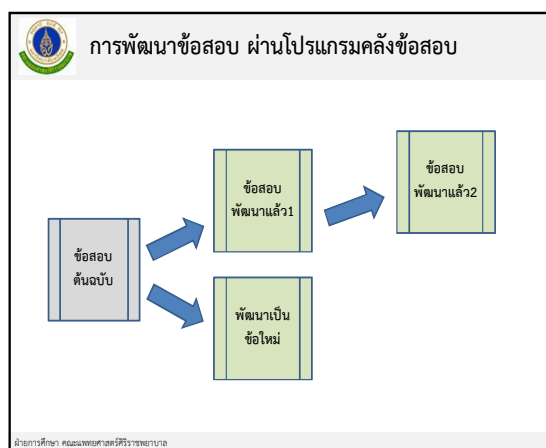 การพัฒนาข้อสอบ ผ่านโปรแกรมคลังข้อสอบ
ข้อสอบ
ต้นฉบับ
ข้อสอบ
พัฒนาแล้ว1
ข้อสอบ
พัฒนาแล้ว2
พัฒนาเป็น
ข้อใหม่
ฝ่ายการศึกษา คณะแพทยศาสตร์ศิริราชพยาบาล